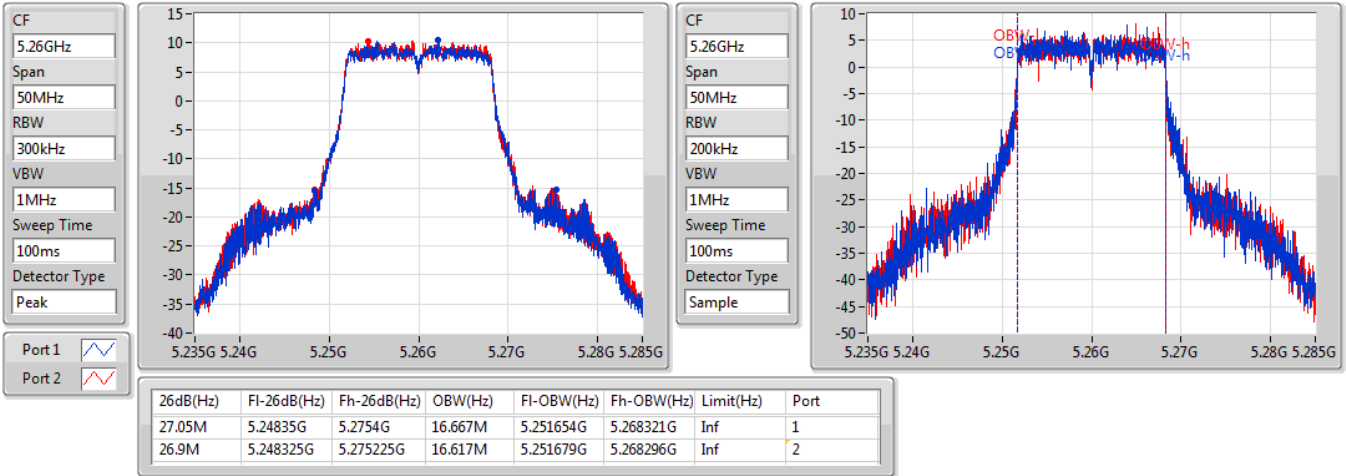 CF
5.26GHz
Span
50MHz
RBW
300kHz
VBW
1MHz
Sweep Time
100ms
Detector Type
Peak
Port 1
Port 2
15
10
5
0
-5
-10
-15
-20
-25
-30
-35
-40
5.235G 5.24G 5.25G 5.26G 5.27G 5.28G 5.285G
CF
5.26GHz
Span
50MHz
RBW
200kHz
VBW
1MHz
Sweep Time
100ms
Detector Type
Sample
10
5
0
-5
-10
-15
-20
-25
-30
-35
-40
-45
-50
5.235G 5.24G 5.25G 5.26G 5.27G 5.28G 5.285G
26dB(Hz) Fl-26dB(Hz) Fh-26dB(Hz) OBW(Hz) Fl-OBW(Hz) Fh-OBW(Hz) Limit(Hz) Port
27.05M 5.24835G 5.2754G 16.667M 5.251654G 5.268321G Inf 1
26.9M 5.248325G 5.275225G 16.617M 5.251679G 5.268296G Inf 2